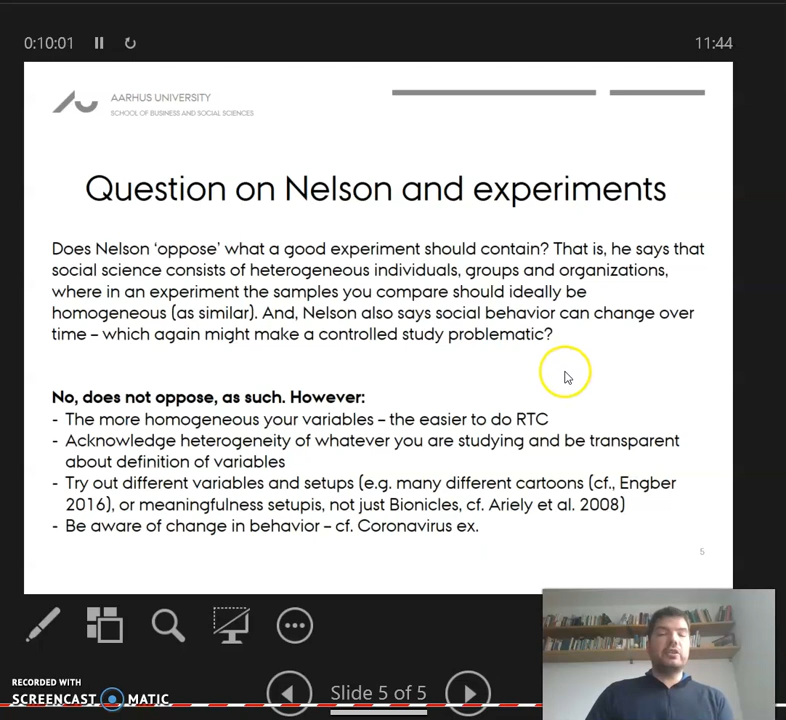 0:10:01
11:44
AARHUS UNIVERSITY
SCHOOL OF BUSINESS AND SOCIAL SCIENCES
Question on Nelson and experiments
Does Nelson ‘oppose’ what a good experiment should contain? That is, he says that
social science consists of heterogeneous individuals, groups and organizations,
where in an experiment the samples you compare should ideally be
homogeneous (as similar). And, Nelson also says social behavior can change over
time – which again might make a controlled study problematic?
No, does not oppose, as such. However:
- The more homogeneous your variables – the easier to do RTC
- Acknowledge heterogeneity of whatever you are studying and be transparent
about definition of variables
- Try out different variables and setups (e.g. many different cartoons (cf., Engber
2016), or meaningfulness setupis, not just Bionicles, cf. Ariely et al. 2008)
- Be aware of change in behavior – cf. Coronavirus ex.
5
RECORDED WITH
SCREENCAST MATIC
Slide 5 of 5